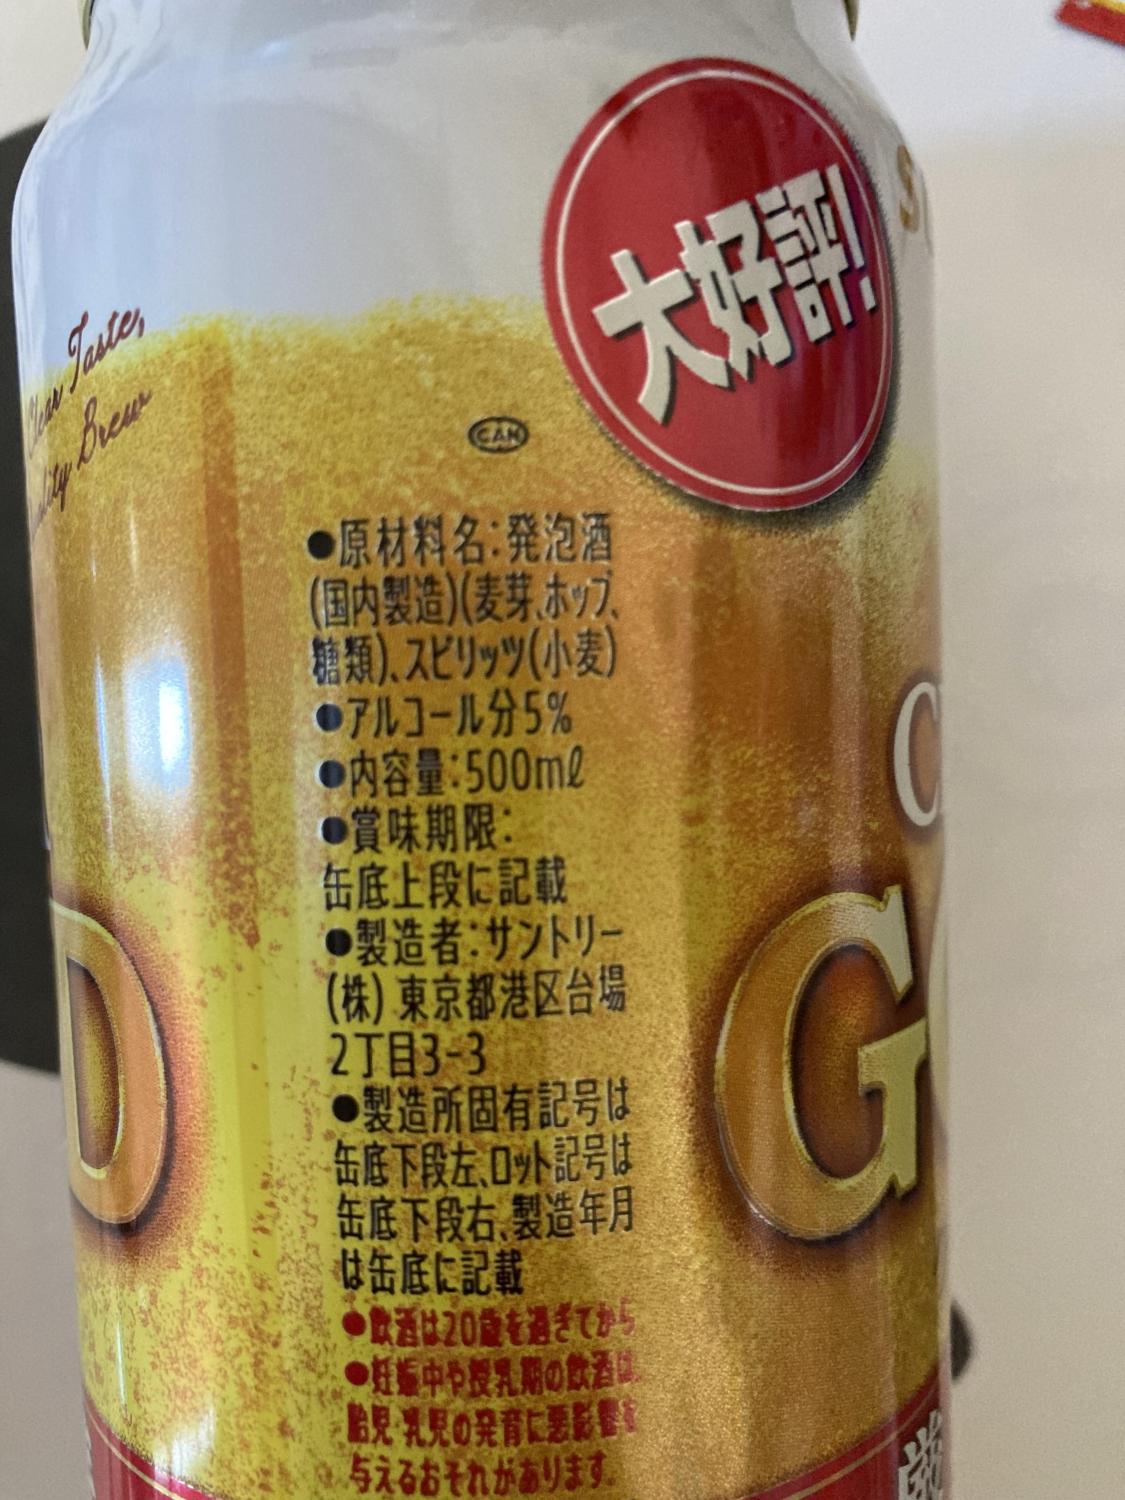 大好評!
Clear Taste,
Quality Brew
CAN
●原材料名:発泡酒
(国内製造)(麦芽、ホップ、
糖類)、スピリッツ(小麦)
●アルコール分5%
●内容量:500mℓ
●賞味期限:
缶底上段に記載
●製造者:サントリー
(株) 東京都港区台場
2丁目3-3
●製造所固有記号は
缶底下段左、ロット記号は
缶底下段右、製造年月
は缶底に記載
●飲酒は20歳を過ぎてから
●妊娠中や授乳期の飲酒は、
胎児・乳児の発育に悪影響を
与えるおそれがあります。
D
G